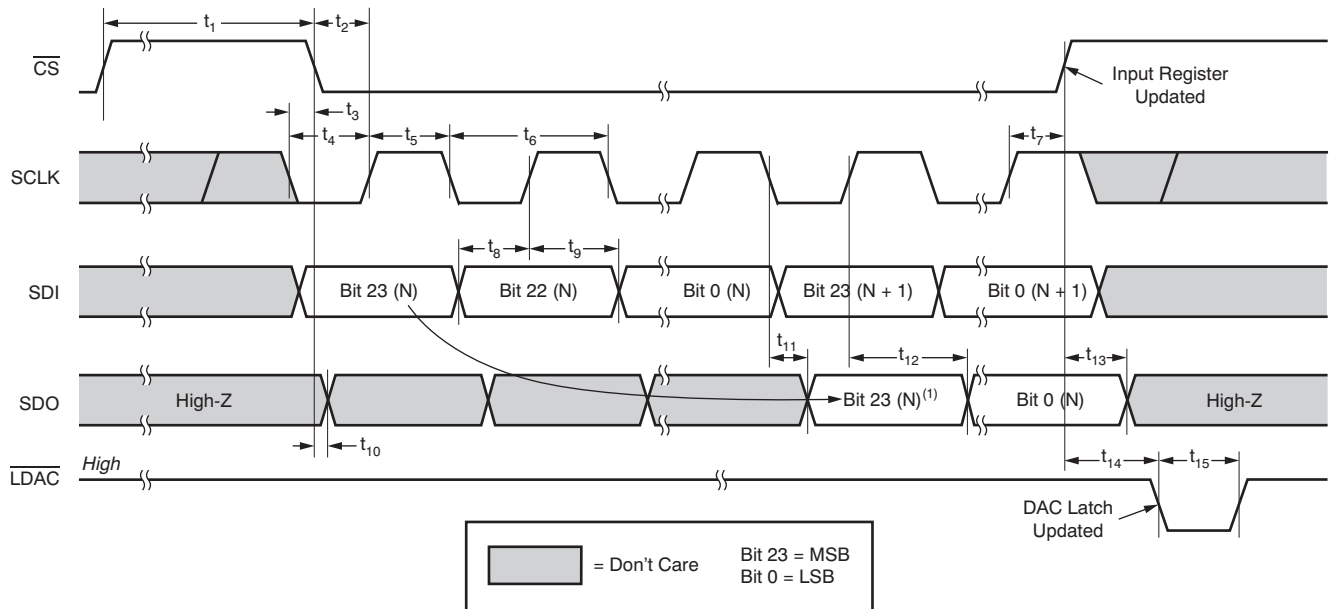 t1 t2
CS
Input Register
Updated
t3
t4 t5 t6 t7
SCLK
t8 t9
SDI Bit 23 (N) Bit 22 (N) Bit 0 (N) Bit 23 (N + 1) Bit 0 (N + 1)
t11 t12 t13
SDO High-Z Bit 23 (N)(1) Bit 0 (N) High-Z
t10
LDAC High
t14 t15
DAC Latch
Updated
= Don't Care
Bit 23 = MSB
Bit 0 = LSB